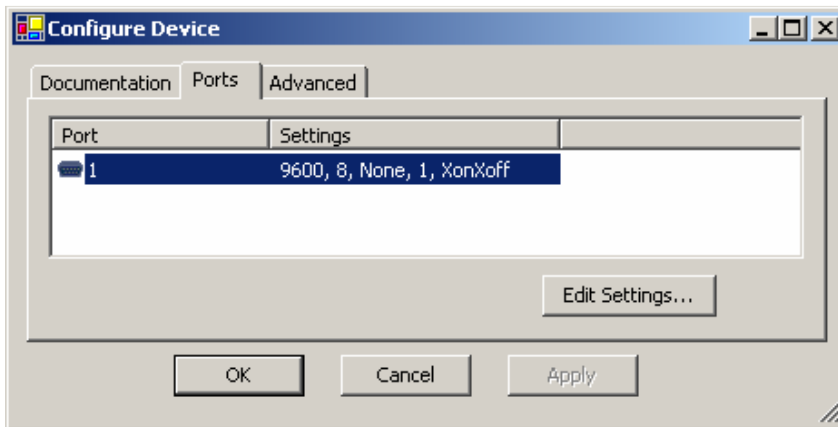 Configure Device
Documentation Ports Advanced
Port Settings
1 9600, 8, None, 1, XonXoff
Edit Settings...
OK Cancel Apply